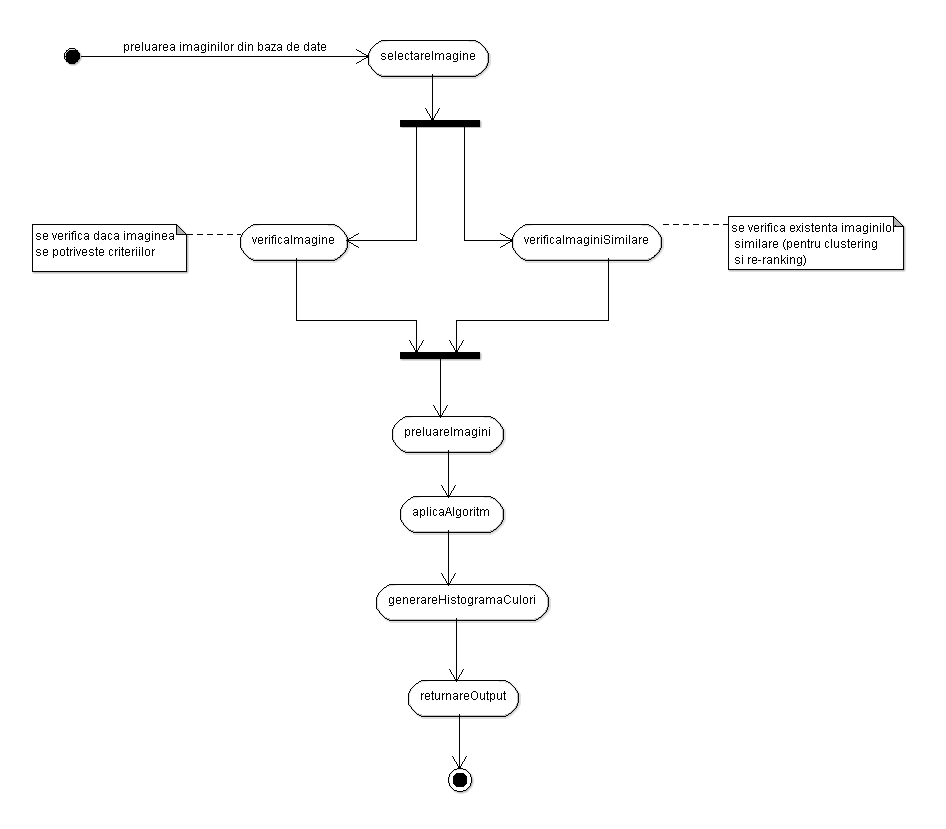 preluarea imaginilor din baza de date
selectareImagine
se verifica daca imaginea
se potriveste criteriilor
verificaImagine
verificaImaginiSimilare
se verifica existenta imaginilor
similare (pentru clustering
si re-ranking)
preluareImagini
aplicaAlgoritm
generareHistogramaCulori
returnareOutput